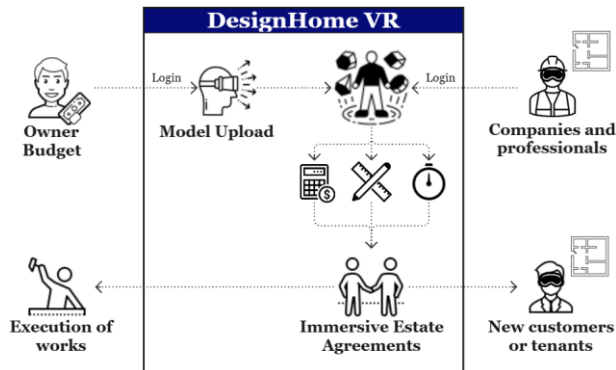 DesignHome VR
Login
Login
Owner
Budget
Model Upload
Companies and
professionals
$
Execution of
works
Immersive Estate
Agreements
New customers
or tenants